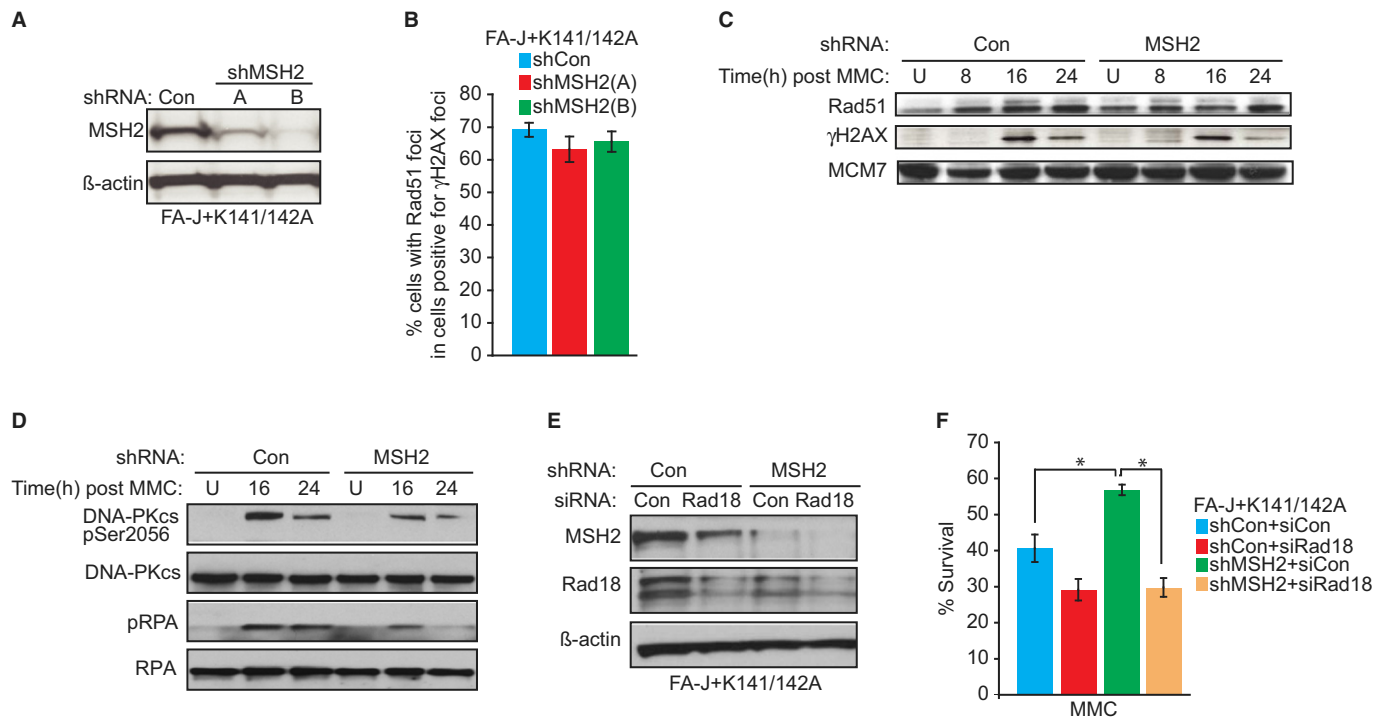 A
shMSH2
shRNA: Con A B
MSH2
ß-actin
FA-J+K141/142A
B
FA-J+K141/142A
shCon
shMSH2(A)
shMSH2(B)
% cells with Rad51 foci
in cells positive for γH2AX foci
80
70
60
50
40
30
20
10
0
C
shRNA: Con MSH2
Time(h) post MMC: U 8 16 24 U 8 16 24
Rad51
γH2AX
MCM7
D
shRNA: Con MSH2
Time(h) post MMC: U 16 24 U 16 24
DNA-PKcs
pSer2056
DNA-PKcs
pRPA
RPA
E
shRNA: Con MSH2
siRNA: Con Rad18 Con Rad18
MSH2
Rad18
ß-actin
FA-J+K141/142A
F
% Survival
70
60
50
40
30
20
10
0
* *
MMC
FA-J+K141/142A
shCon+siCon
shCon+siRad18
shMSH2+siCon
shMSH2+siRad18